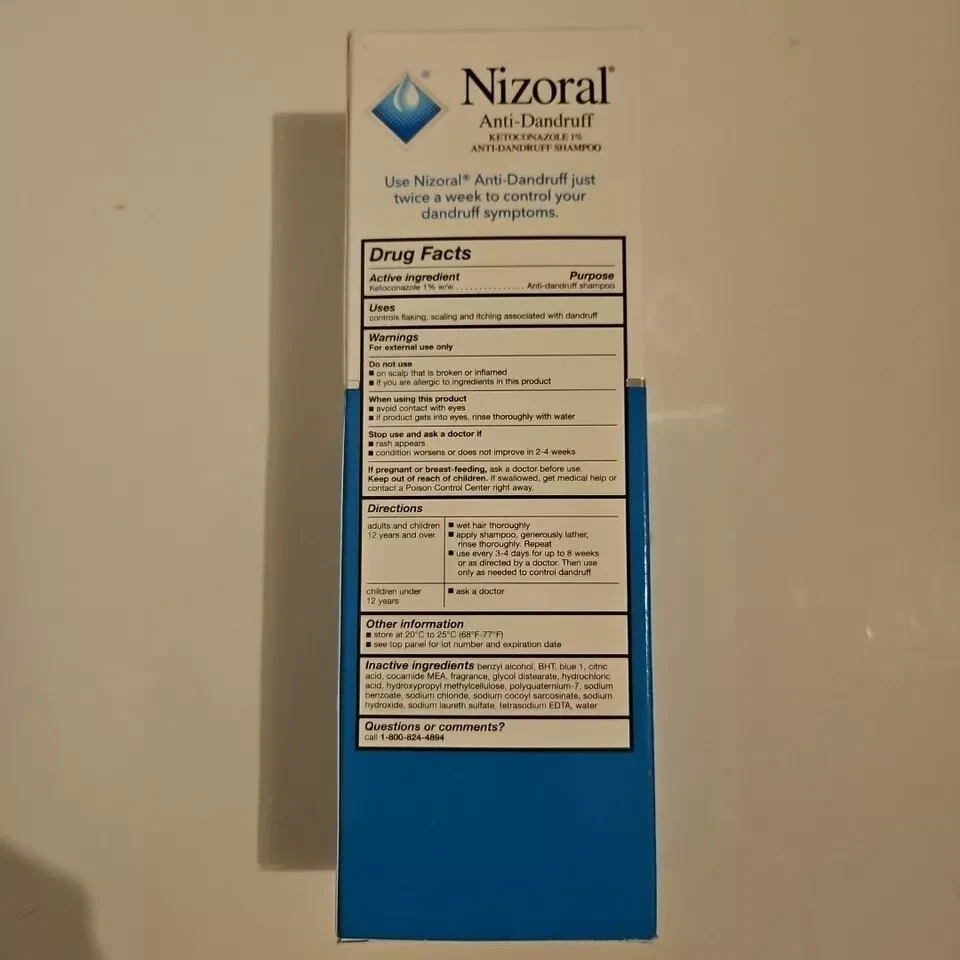 Nizoral®
Anti-Dandruff
KETOCONAZOLE 1%
ANTI-DANDRUFF SHAMPOO
®
Use Nizoral® Anti-Dandruff just
twice a week to control your
dandruff symptoms.
Drug Facts
Active ingredient Purpose
Ketoconazole 1% w/w . . . . . . . . . . . . . . . Anti-dandruff shampoo
Uses
controls flaking, scaling and itching associated with dandruff
Warnings
For external use only
Do not use
■ on scalp that is broken or inflamed
■ if you are allergic to ingredients in this product
When using this product
■ avoid contact with eyes
■ if product gets into eyes, rinse thoroughly with water
Stop use and ask a doctor if
■ rash appears
■ condition worsens or does not improve in 2-4 weeks
If pregnant or breast-feeding, ask a doctor before use.
Keep out of reach of children. If swallowed, get medical help or
contact a Poison Control Center right away.
Directions
adults and children
12 years and over
■ wet hair thoroughly
■ apply shampoo, generously lather,
rinse thoroughly. Repeat
■ use every 3-4 days for up to 8 weeks
or as directed by a doctor. Then use
only as needed to control dandruff
children under
12 years
■ ask a doctor
Other information
■ store at 20°C to 25°C (68°F-77°F)
■ see top panel for lot number and expiration date
Inactive ingredients benzyl alcohol, BHT, blue 1, citric
acid, cocamide MEA, fragrance, glycol distearate, hydrochloric
acid, hydroxypropyl methylcellulose, polyquaternium-7, sodium
benzoate, sodium chloride, sodium cocoyl sarcosinate, sodium
hydroxide, sodium laureth sulfate, tetrasodium EDTA, water
Questions or comments?
call 1-800-824-4894